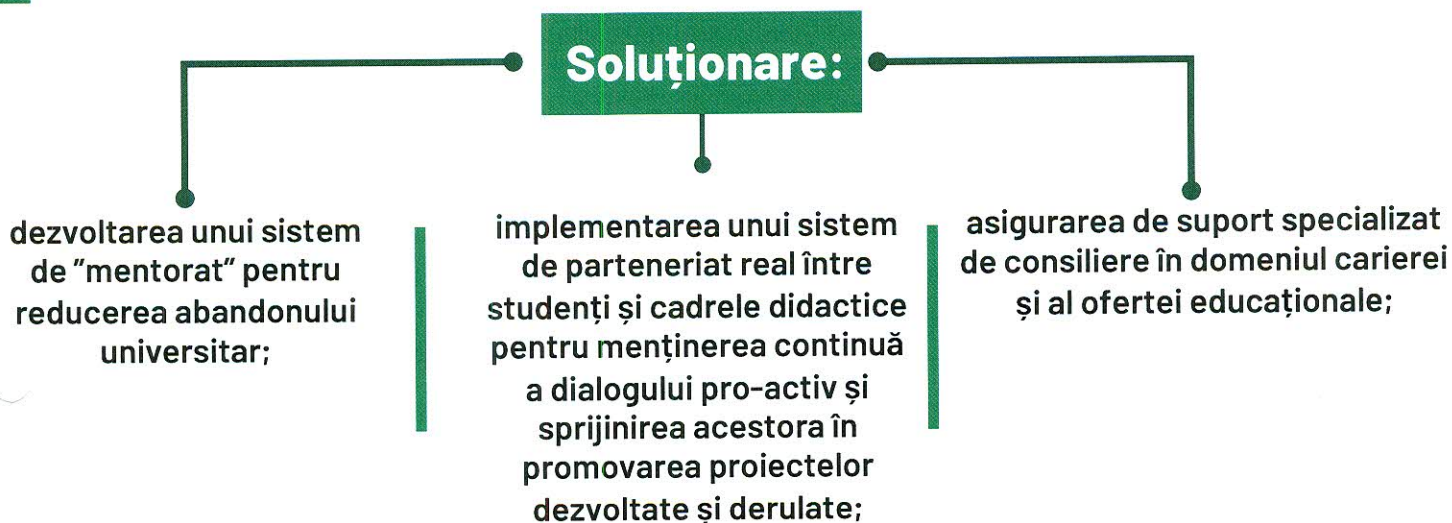 Soluționare:
dezvoltarea unui sistem
de "mentorat" pentru
reducerea abandonului
universitar;
implementarea unui sistem
de parteneriat real între
studenți și cadrele didactice
pentru menținerea continuă
a dialogului pro-activ și
sprijinirea acestora în
promovarea proiectelor
dezvoltate și derulate;
asigurarea de suport specializat
de consiliere în domeniul carierei
și al ofertei educaționale;